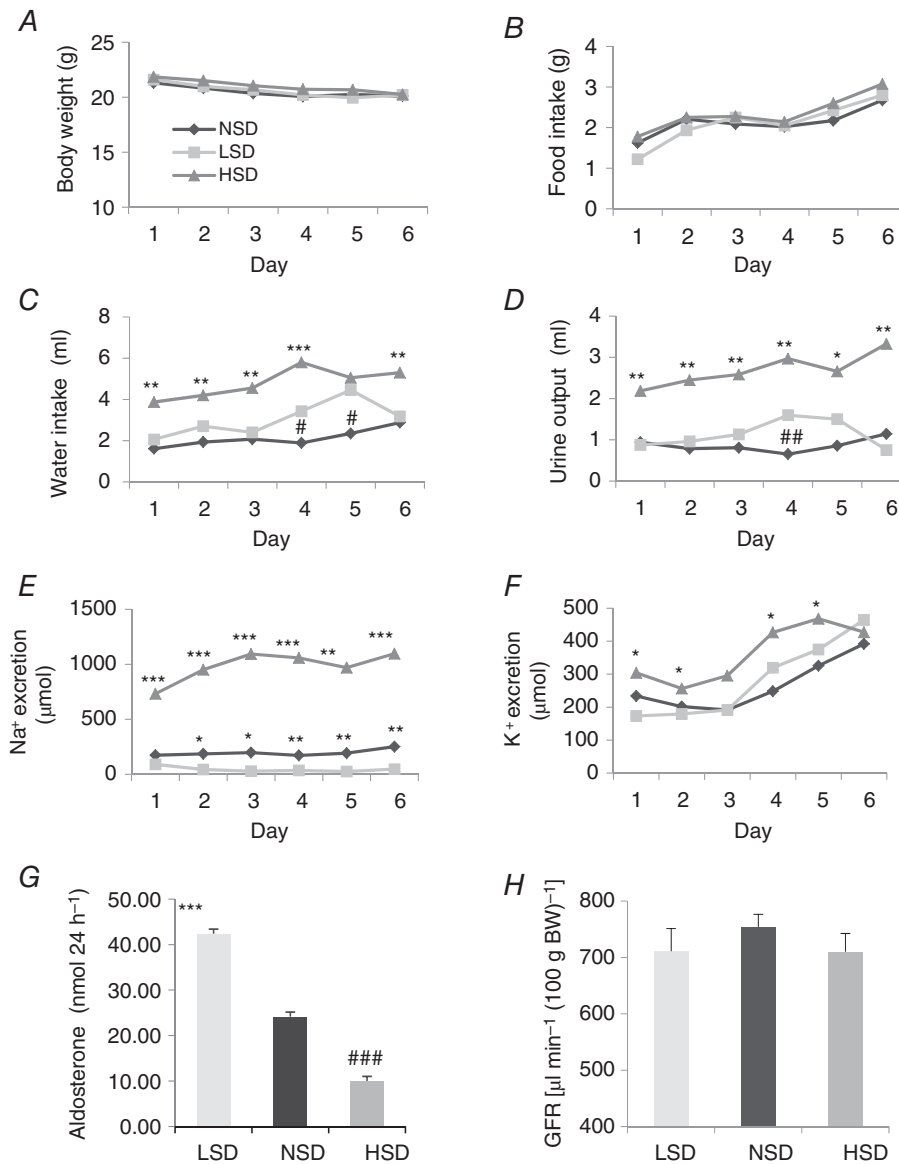 A
Body weight (g)
25
20
15
10
NSD
LSD
HSD
1 2 3 4 5 6
Day
B
Food intake (g)
4
3
2
1
0
1 2 3 4 5 6
Day
C
Water intake (ml)
8
6
4
2
0
** ** ** *** **
# #
1 2 3 4 5 6
Day
D
Urine output (ml)
4
3
2
1
0
** ** ** ** * **
##
1 2 3 4 5 6
Day
E
Na⁺ excretion
(μmol)
1500
1000
500
0
*** *** *** *** ** ***
* * ** ** **
1 2 3 4 5 6
Day
F
K⁺ excretion
(μmol)
500
400
300
200
100
0
* * * *
1 2 3 4 5 6
Day
G
Aldosterone (nmol 24 h⁻¹)
50.00
40.00
30.00
20.00
10.00
0.00
***
###
LSD NSD HSD
H
GFR [μl min⁻¹ (100 g BW)⁻¹]
800
700
600
500
400
LSD NSD HSD